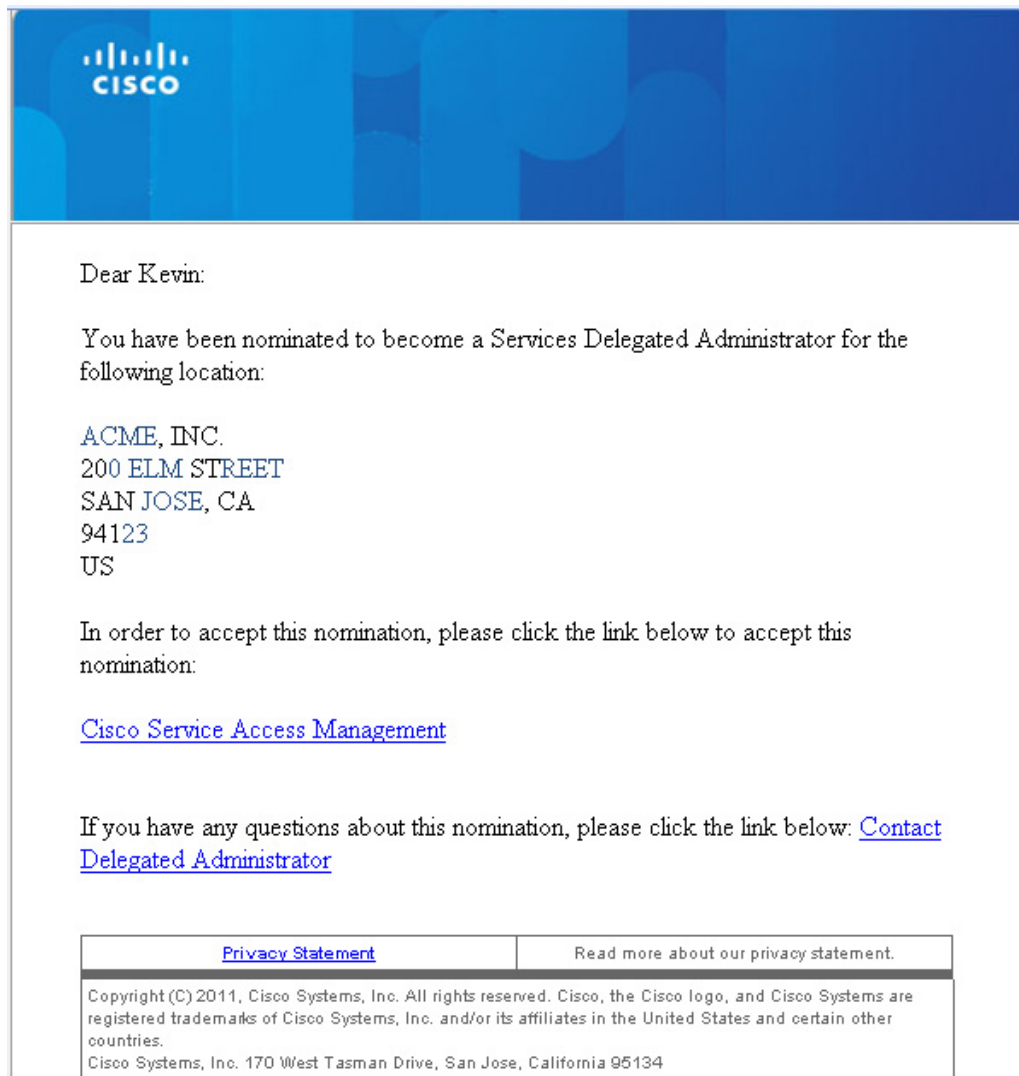 CISCO
Dear Kevin:
You have been nominated to become a Services Delegated Administrator for the
following location:
ACME, INC.
200 ELM STREET
SAN JOSE, CA
94123
US
In order to accept this nomination, please click the link below to accept this
nomination:
Cisco Service Access Management
If you have any questions about this nomination, please click the link below: Contact
Delegated Administrator
Privacy Statement
Read more about our privacy statement.
Copyright (C) 2011, Cisco Systems, Inc. All rights reserved. Cisco, the Cisco logo, and Cisco Systems are
registered trademarks of Cisco Systems, Inc. and/or its affiliates in the United States and certain other
countries.
Cisco Systems, Inc. 170 West Tasman Drive, San Jose, California 95134